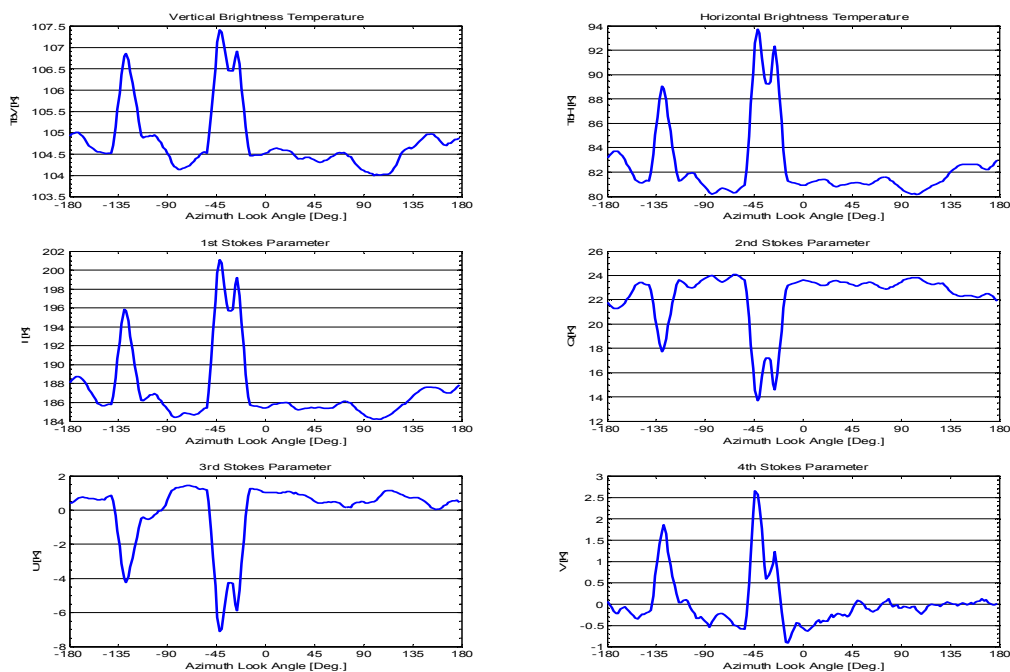 Vertical Brightness Temperature
107.5
107
106.5
106
105.5
105
104.5
104
103.5
TbV[K]
-180 -135 -90 -45 0 45 90 135 180
Azimuth Look Angle [Deg.]
Horizontal Brightness Temperature
94
92
90
88
86
84
82
80
TbH[K]
-180 -135 -90 -45 0 45 90 135 180
Azimuth Look Angle [Deg.]
1st Stokes Parameter
202
200
198
196
194
192
190
188
186
184
I[K]
-180 -135 -90 -45 0 45 90 135 180
Azimuth Look Angle [Deg.]
2nd Stokes Parameter
26
24
22
20
18
16
14
12
Q[K]
-180 -135 -90 -45 0 45 90 135 180
Azimuth Look Angle [Deg.]
3rd Stokes Parameter
2
0
-2
-4
-6
-8
U[K]
-180 -135 -90 -45 0 45 90 135 180
Azimuth Look Angle [Deg.]
4th Stokes Parameter
3
2.5
2
1.5
1
0.5
0
-0.5
-1
V[K]
-180 -135 -90 -45 0 45 90 135 180
Azimuth Look Angle [Deg.]